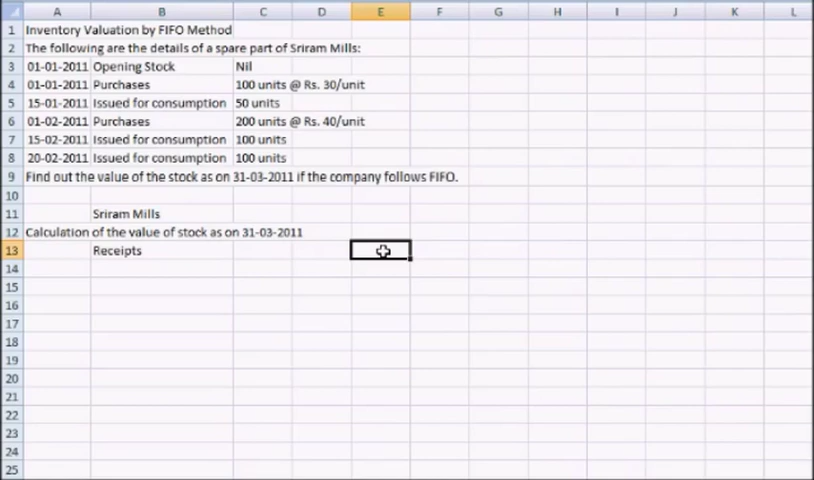 A B C D E F G H I J K L
1 Inventory Valuation by FIFO Method
2 The following are the details of a spare part of Sriram Mills:
3 01-01-2011 Opening Stock Nil
4 01-01-2011 Purchases 100 units @ Rs. 30/unit
5 15-01-2011 Issued for consumption 50 units
6 01-02-2011 Purchases 200 units @ Rs. 40/unit
7 15-02-2011 Issued for consumption 100 units
8 20-02-2011 Issued for consumption 100 units
9 Find out the value of the stock as on 31-03-2011 if the company follows FIFO.
10
11 Sriram Mills
12 Calculation of the value of stock as on 31-03-2011
13 Receipts
14
15
16
17
18
19
20
21
22
23
24
25